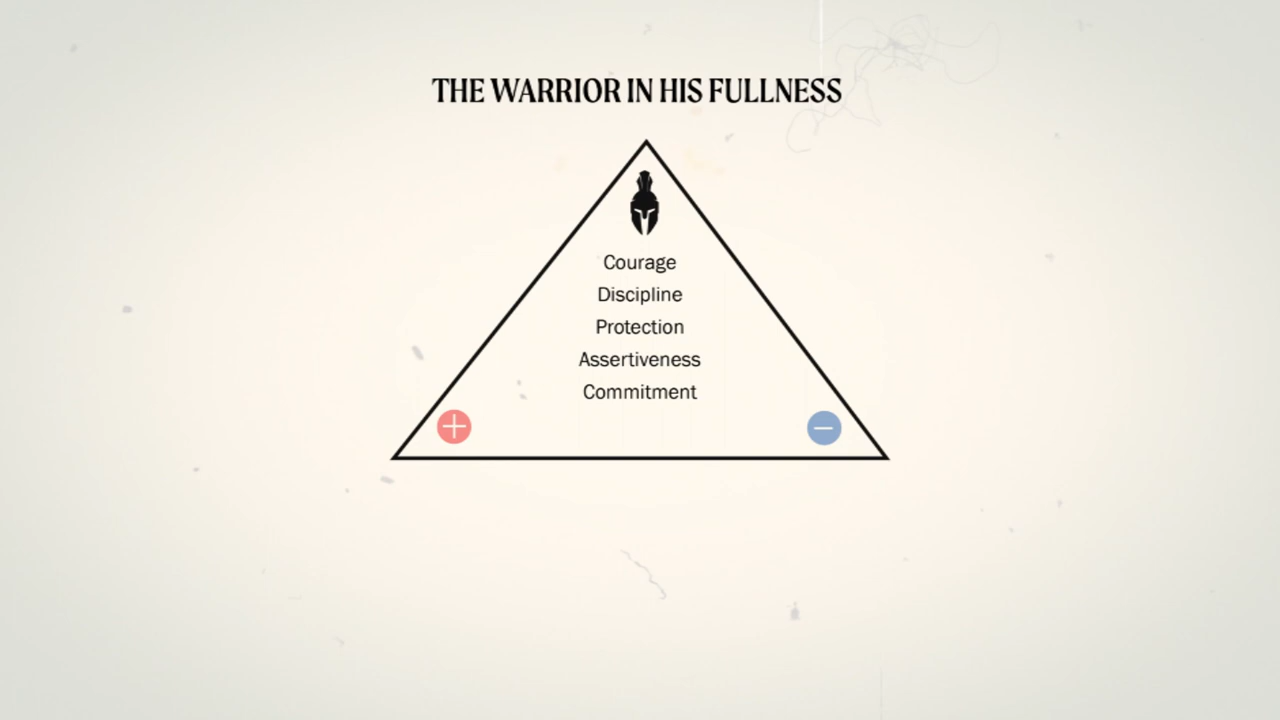 THE WARRIOR IN HIS FULLNESS
Courage
Discipline
Protection
Assertiveness
Commitment
+
−